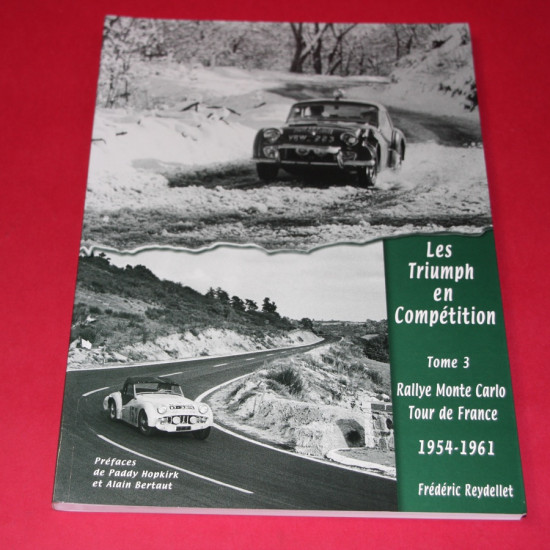 Les
Triumph
en
Compétition
Tome 3
Rallye Monte Carlo
Tour de France
1954-1961
Préfaces
de Paddy Hopkirk
et Alain Bertaut
Frédéric Reydellet